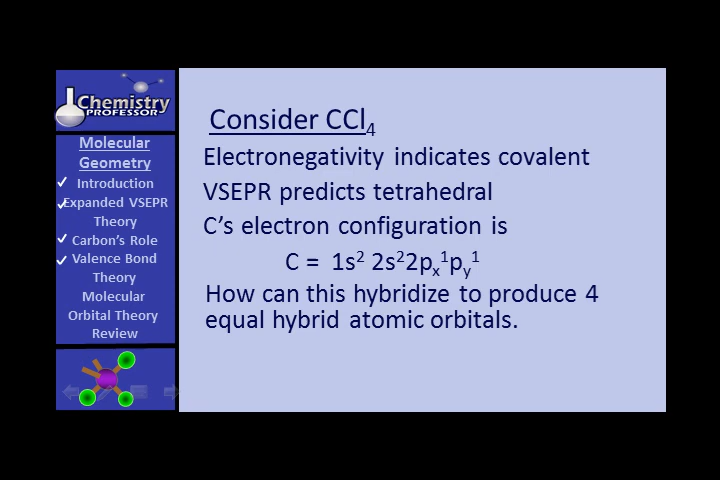 Chemistry
PROFESSOR
Molecular
Geometry
✓ Introduction
✓ Expanded VSEPR
Theory
✓ Carbon's Role
✓ Valence Bond
Theory
Molecular
Orbital Theory
Review
Consider CCl₄
Electronegativity indicates covalent
VSEPR predicts tetrahedral
C's electron configuration is
C = 1s² 2s²2pₓ¹pᵧ¹
How can this hybridize to produce 4
equal hybrid atomic orbitals.